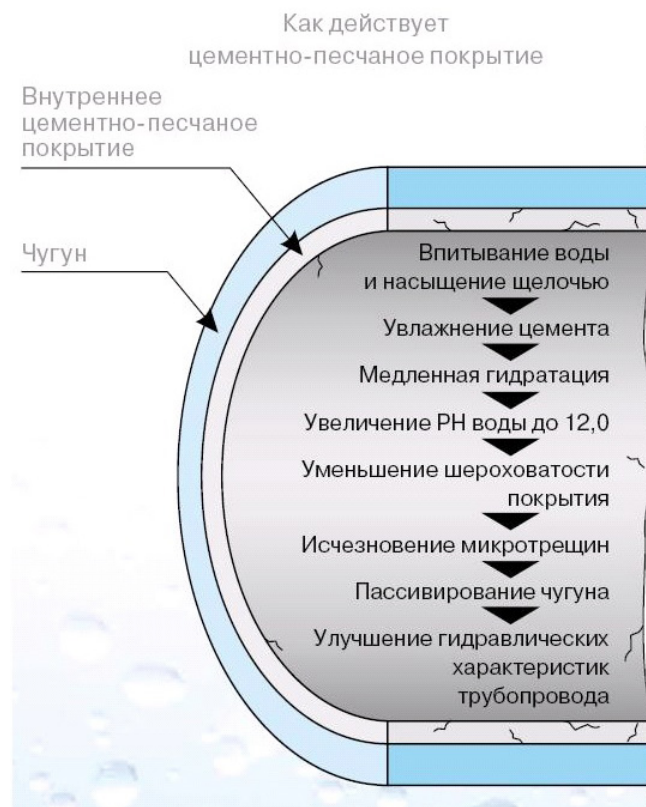 Как действует
цементно-песчаное покрытие
Внутреннее
цементно-песчаное
покрытие
Чугун
Впитывание воды
и насыщение щелочью
Увлажнение цемента
Медленная гидратация
Увеличение РН воды до 12,0
Уменьшение шероховатости
покрытия
Исчезновение микротрещин
Пассивирование чугуна
Улучшение гидравлических
характеристик
трубопровода